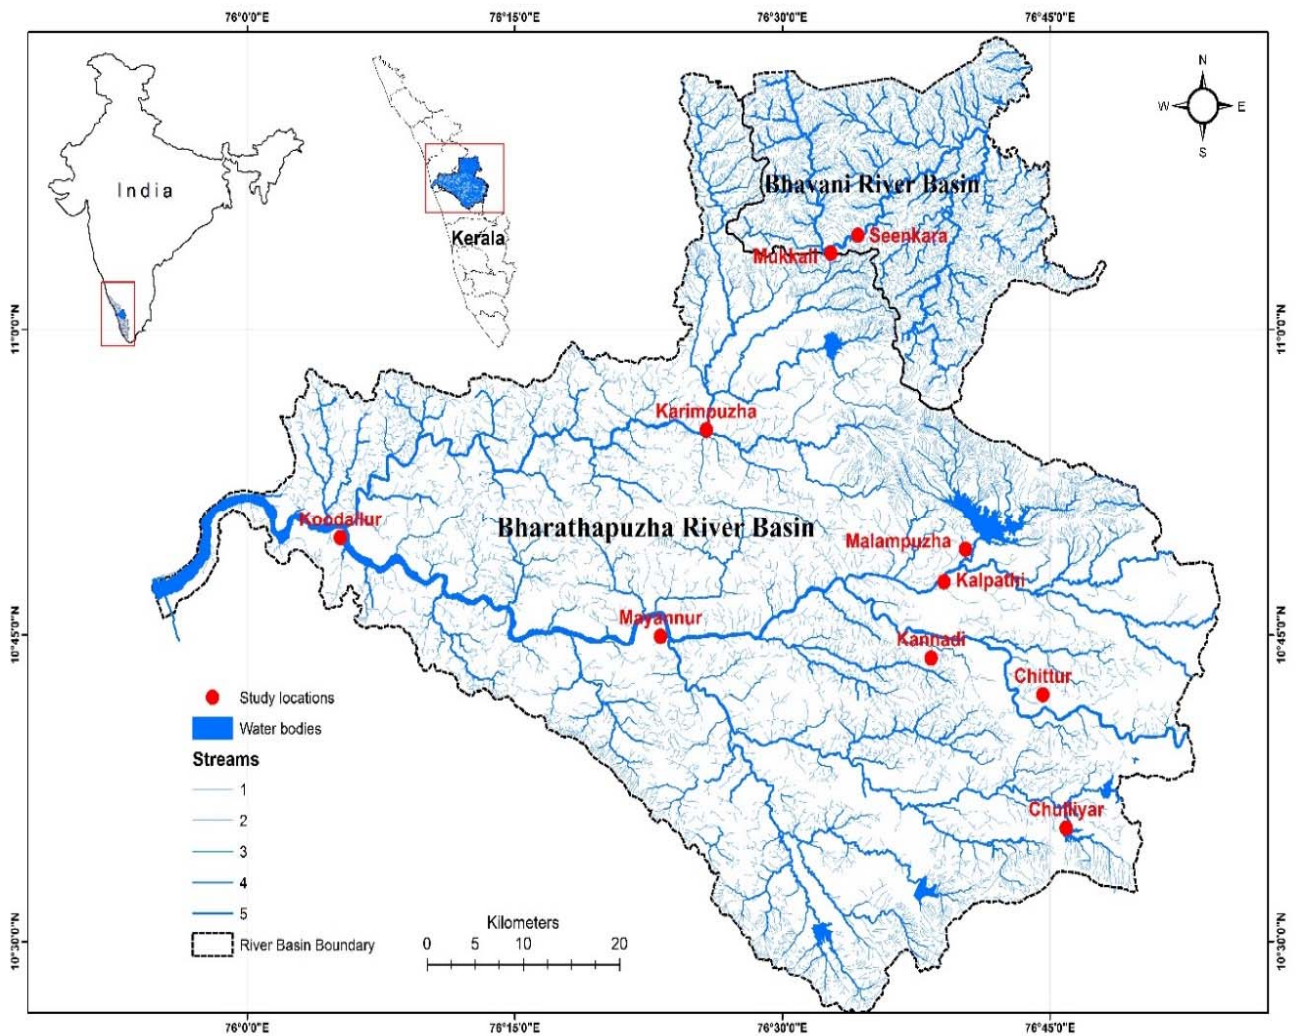 76°0'0"E
76°15'0"E
76°30'0"E
76°45'0"E
N
W
E
S
India
Kerala
Bhavani River Basin
Seenkara
Mukkali
11°0'0"N
11°0'0"N
Karimpuzha
Koodallur
Bharathapuzha River Basin
Malampuzha
Kalpathi
Mayannur
Kannadi
10°45'0"N
10°45'0"N
Chittur
Chulliyar
Study locations
Water bodies
Streams
1
2
3
4
5
River Basin Boundary
Kilometers
0 5 10 20
10°30'0"N
10°30'0"N
76°0'0"E
76°15'0"E
76°30'0"E
76°45'0"E